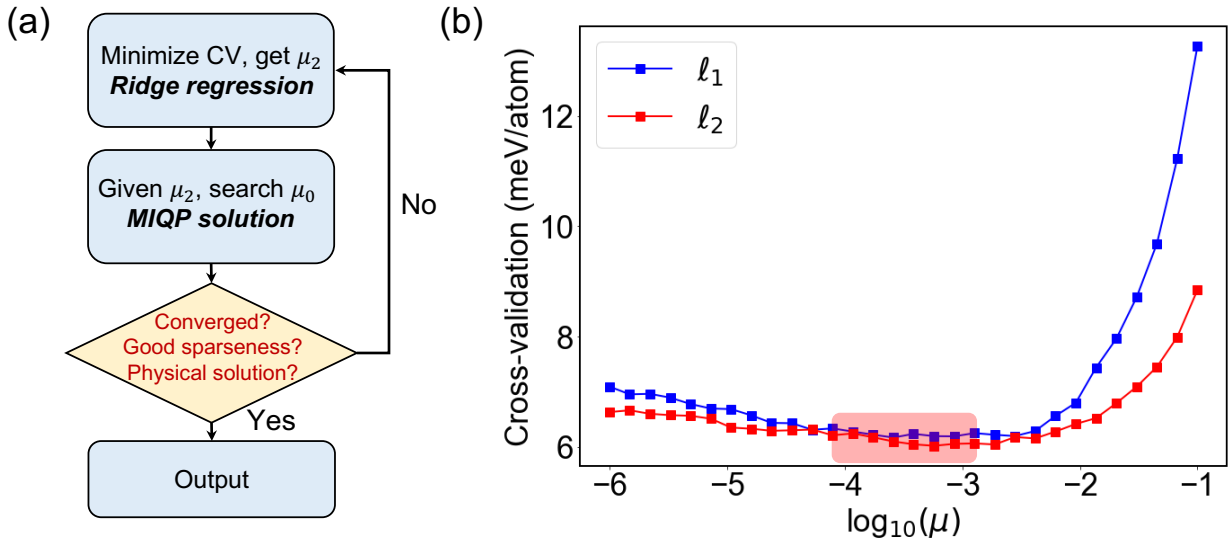 (a)
Minimize CV, get μ₂
Ridge regression
Given μ₂, search μ₀
MIQP solution
No
Converged?
Good sparseness?
Physical solution?
Yes
Output
(b)
Cross-validation (meV/atom)
12
10
8
6
ℓ₁
ℓ₂
−6 −5 −4 −3 −2 −1
log₁₀(μ)